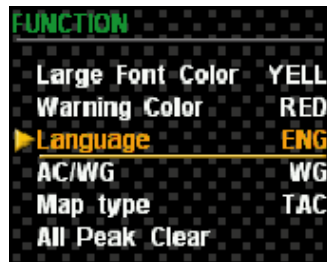 FUNCTION
Large Font Color YELL
Warning Color RED
Language ENG
AC/WG WG
Map type TAC
All Peak Clear